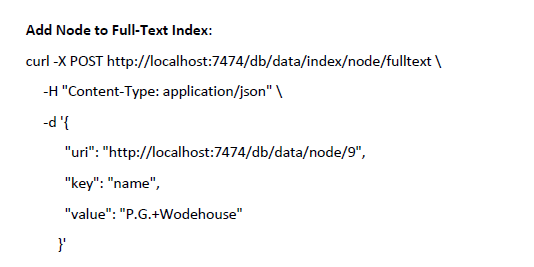 Add Node to Full-Text Index:
curl -X POST http://localhost:7474/db/data/index/node/fulltext \
-H "Content-Type: application/json" \
-d '{
"uri": "http://localhost:7474/db/data/node/9",
"key": "name",
"value": "P.G.+Wodehouse"
}'